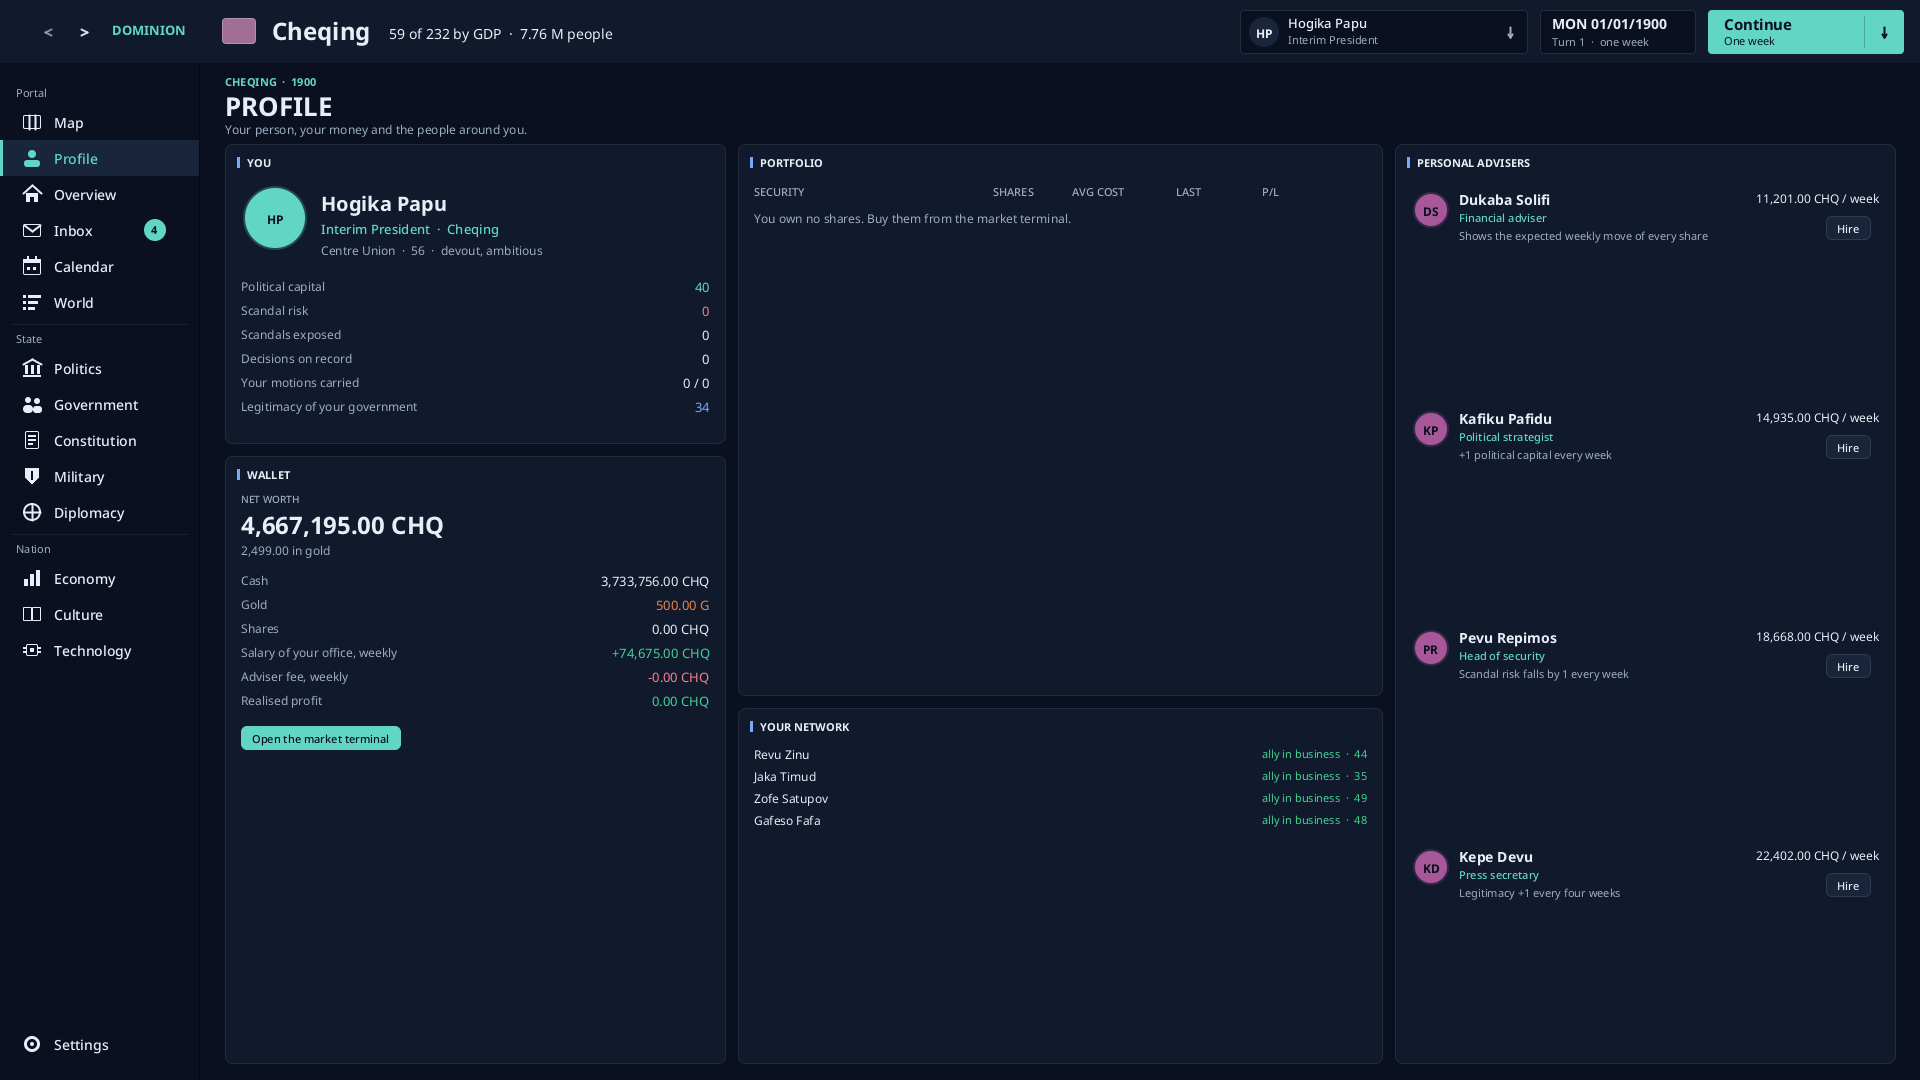 < > DOMINION
Cheqing 59 of 232 by GDP · 7.76 M people
HP Hogika Papu
Interim President
MON 01/01/1900
Turn 1 · one week
Continue
One week
Portal
Map
Profile
Overview
Inbox 4
Calendar
World
State
Politics
Government
Constitution
Military
Diplomacy
Nation
Economy
Culture
Technology
Settings
CHEQING · 1900
PROFILE
Your person, your money and the people around you.
YOU
HP
Hogika Papu
Interim President · Cheqing
Centre Union · 56 · devout, ambitious
Political capital 40
Scandal risk 0
Scandals exposed 0
Decisions on record 0
Your motions carried 0 / 0
Legitimacy of your government 34
WALLET
NET WORTH
4,667,195.00 CHQ
2,499.00 in gold
Cash 3,733,756.00 CHQ
Gold 500.00 G
Shares 0.00 CHQ
Salary of your office, weekly +74,675.00 CHQ
Adviser fee, weekly -0.00 CHQ
Realised profit 0.00 CHQ
Open the market terminal
PORTFOLIO
SECURITY SHARES AVG COST LAST P/L
You own no shares. Buy them from the market terminal.
YOUR NETWORK
Revu Zinu ally in business · 44
Jaka Timud ally in business · 35
Zofe Satupov ally in business · 49
Gafeso Fafa ally in business · 48
PERSONAL ADVISERS
DS Dukaba Solifi 11,201.00 CHQ / week
Financial adviser
Shows the expected weekly move of every share
Hire
KP Kafiku Pafidu 14,935.00 CHQ / week
Political strategist
+1 political capital every week
Hire
PR Pevu Repimos 18,668.00 CHQ / week
Head of security
Scandal risk falls by 1 every week
Hire
KD Kepe Devu 22,402.00 CHQ / week
Press secretary
Legitimacy +1 every four weeks
Hire